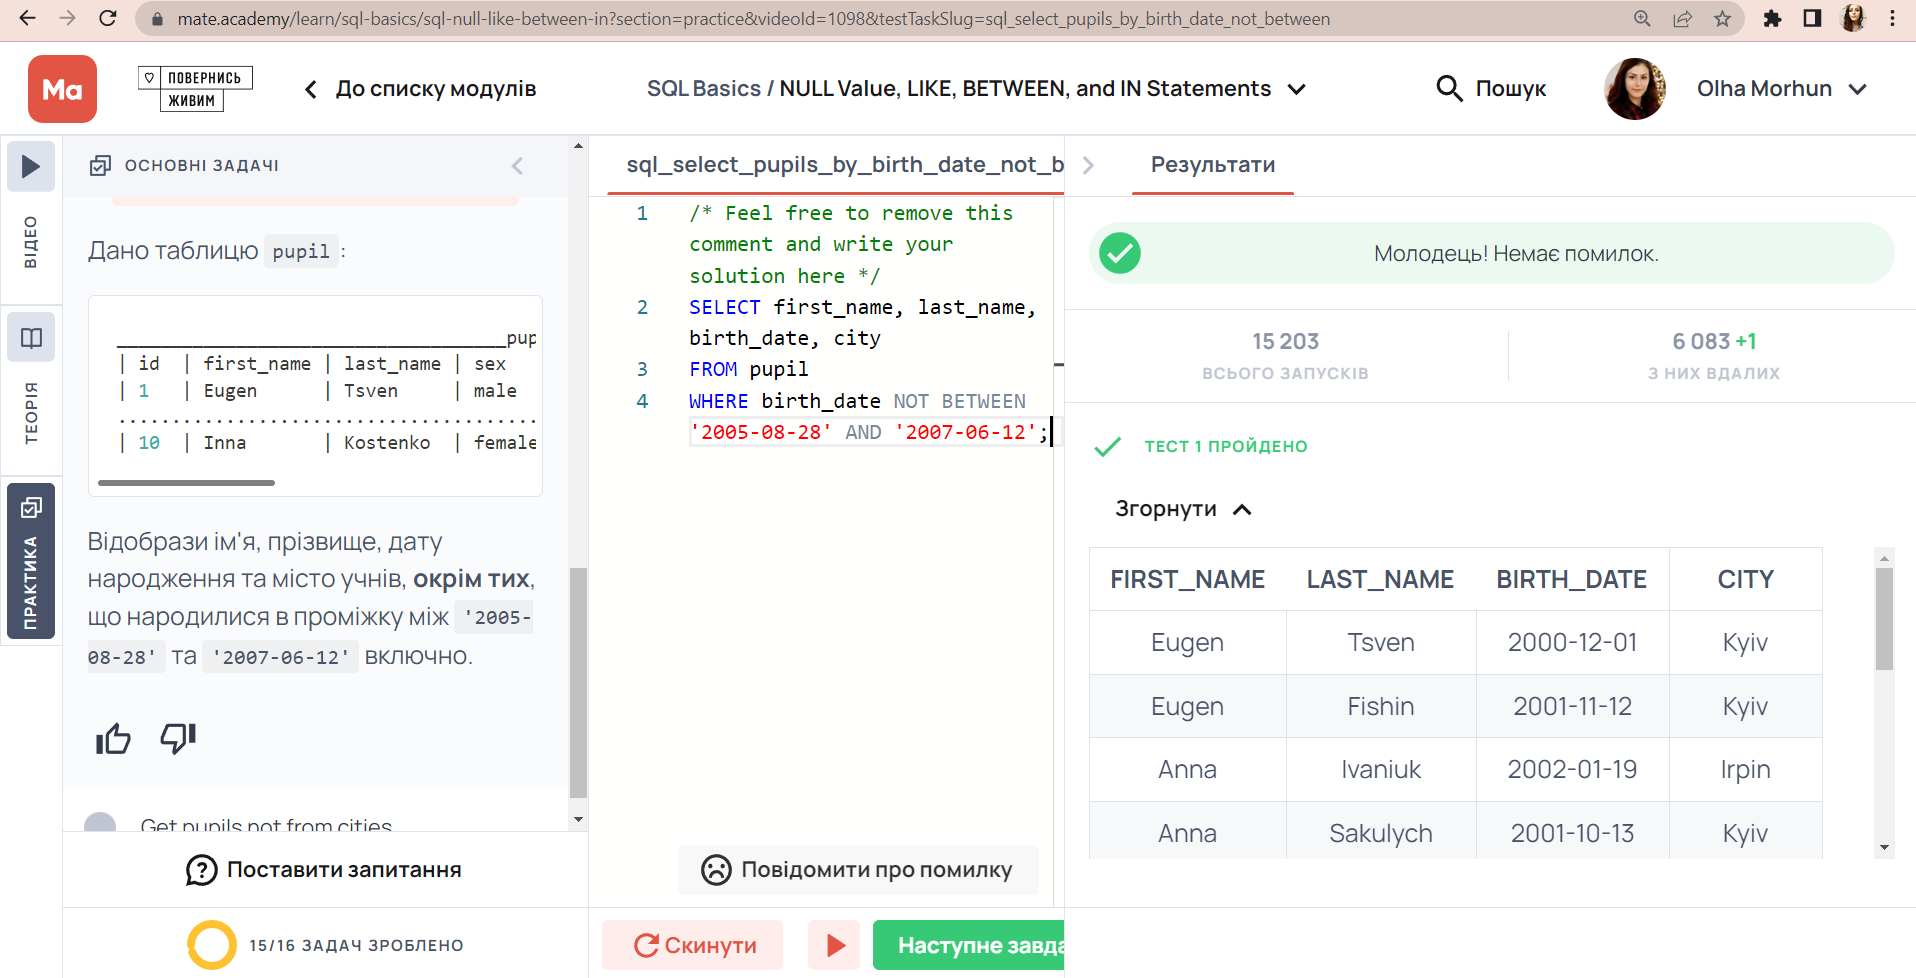 mate.academy/learn/sql-basics/sql-null-like-between-in?section=practice&videoId=1098&testTaskSlug=sql_select_pupils_by_birth_date_not_between
Ma
ПОВЕРНИСЬ
ЖИВИМ
До списку модулів
SQL Basics / NULL Value, LIKE, BETWEEN, and IN Statements
Пошук
Olha Morhun
ВІДЕО
ТЕОРІЯ
ПРАКТИКА
ОСНОВНІ ЗАДАЧІ
Дано таблицю pupil :
___________________________________pup
| id | first_name | last_name | sex
| 1 | Eugen | Tsven | male
.......................................
| 10 | Inna | Kostenko | female
Відобрази ім'я, прізвище, дату
народження та місто учнів, окрім тих,
що народилися в проміжку між '2005-
08-28' та '2007-06-12' включно.
Get pupils not from cities
Поставити запитання
15/16 ЗАДАЧ ЗРОБЛЕНО
sql_select_pupils_by_birth_date_not_b
1 /* Feel free to remove this
comment and write your
solution here */
2 SELECT first_name, last_name,
birth_date, city
3 FROM pupil
4 WHERE birth_date NOT BETWEEN
'2005-08-28' AND '2007-06-12';
Повідомити про помилку
Скинути
Наступне завда
Результати
Молодець! Немає помилок.
15 203
ВСЬОГО ЗАПУСКІВ
6 083 +1
З НИХ ВДАЛИХ
ТЕСТ 1 ПРОЙДЕНО
Згорнути
FIRST_NAME LAST_NAME BIRTH_DATE CITY
Eugen Tsven 2000-12-01 Kyiv
Eugen Fishin 2001-11-12 Kyiv
Anna Ivaniuk 2002-01-19 Irpin
Anna Sakulych 2001-10-13 Kyiv